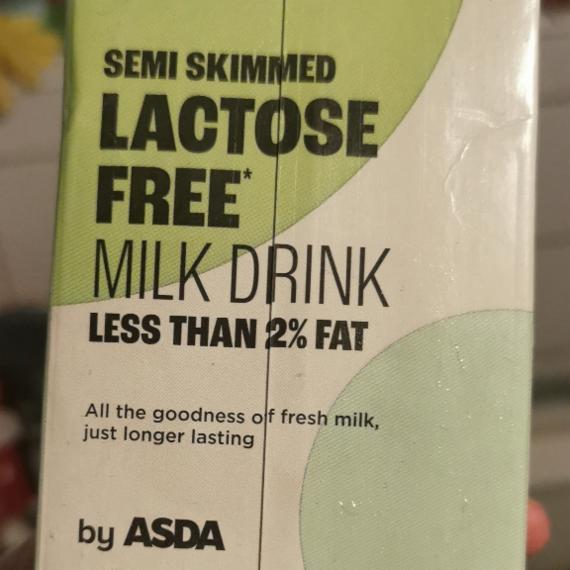 SEMI SKIMMED
LACTOSE
FREE*
MILK DRINK
LESS THAN 2% FAT
All the goodness of fresh milk,
just longer lasting
by ASDA